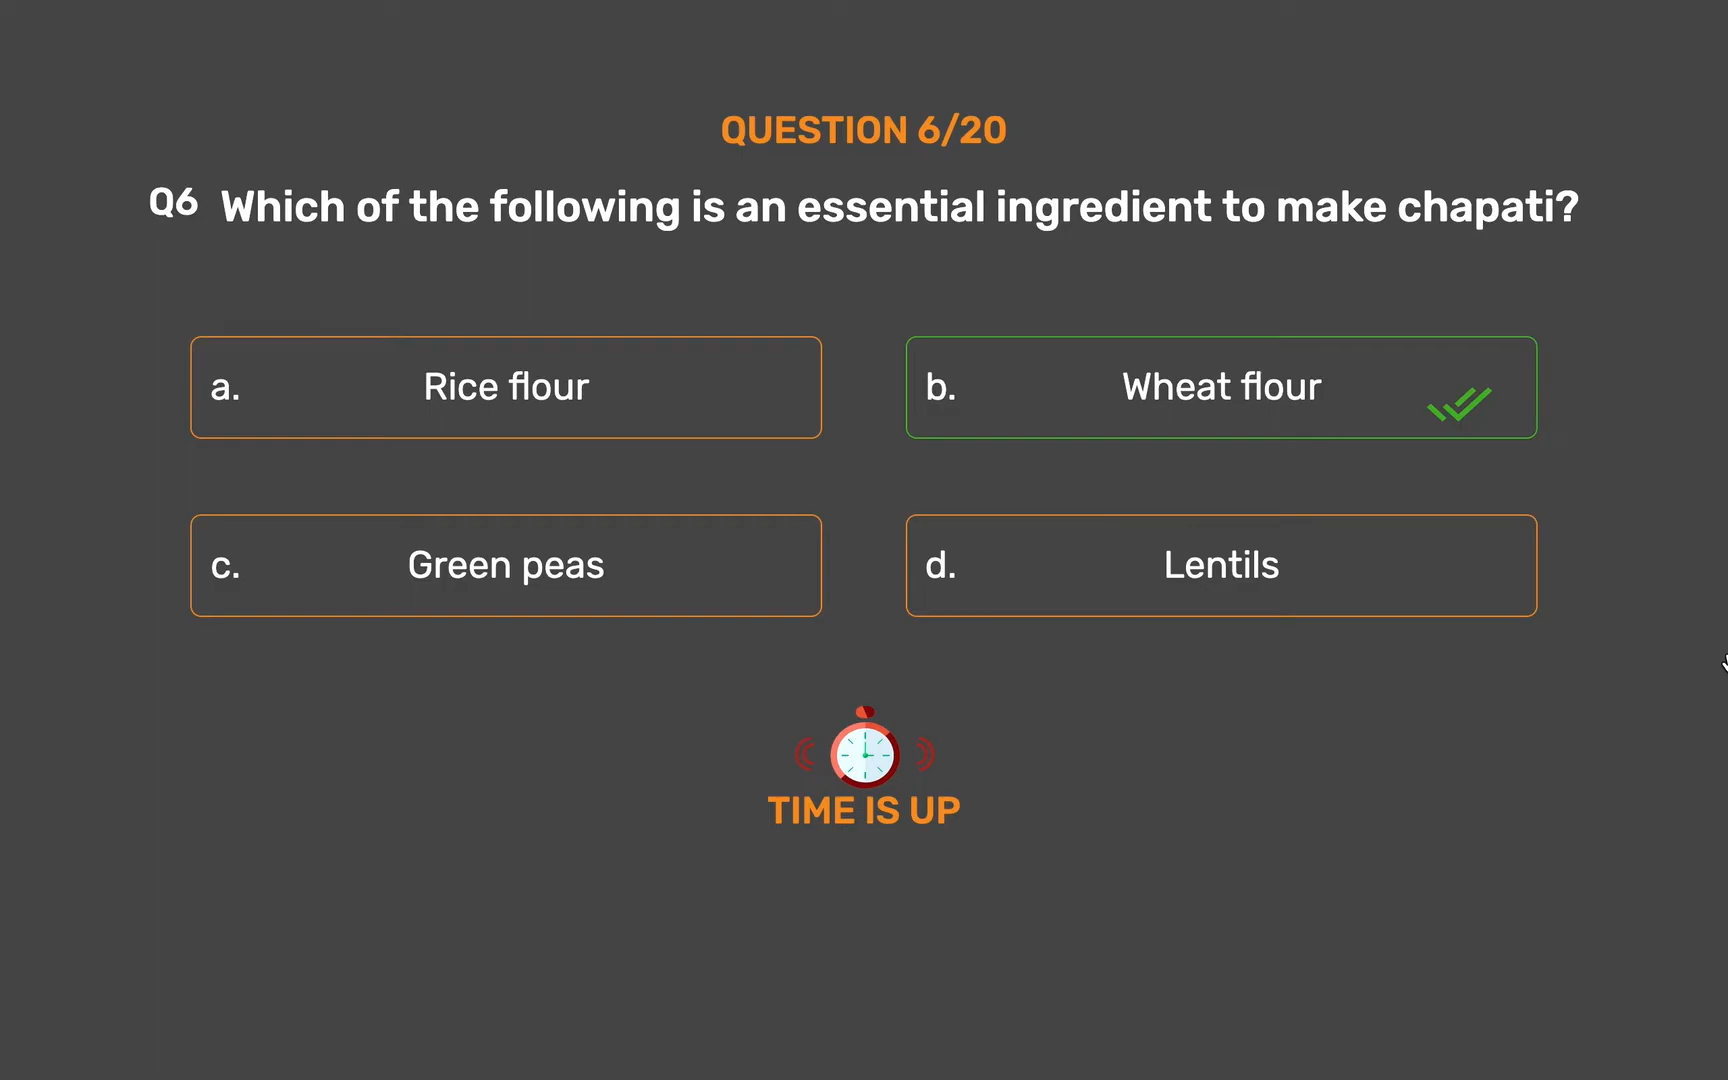 QUESTION 6/20
Q6 Which of the following is an essential ingredient to make chapati?
a. Rice flour
b. Wheat flour
c. Green peas
d. Lentils
TIME IS UP